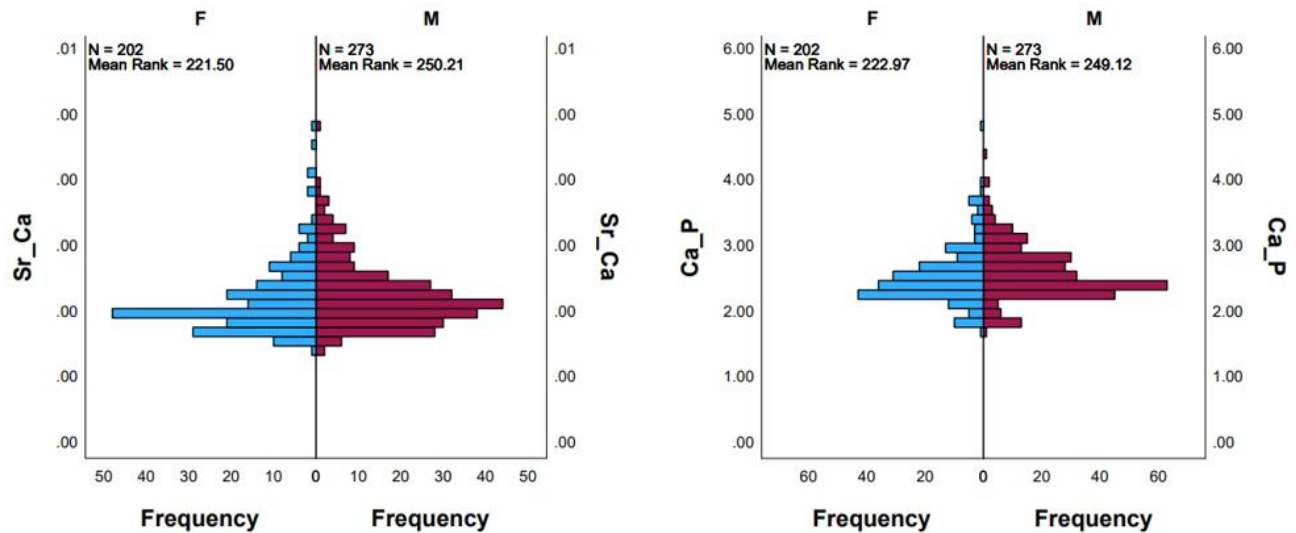 F M
N = 202 N = 273
Mean Rank = 221.50 Mean Rank = 250.21
.01 .01
.00 .00
.00 .00
.00 .00
.00 .00
.00 .00
.00 .00
Sr_Ca Sr_Ca
50 40 30 20 10 0 10 20 30 40 50
Frequency Frequency
F M
N = 202 N = 273
Mean Rank = 222.97 Mean Rank = 249.12
6.00 6.00
5.00 5.00
4.00 4.00
3.00 3.00
2.00 2.00
1.00 1.00
.00 .00
Ca_P Ca_P
60 40 20 0 20 40 60
Frequency Frequency